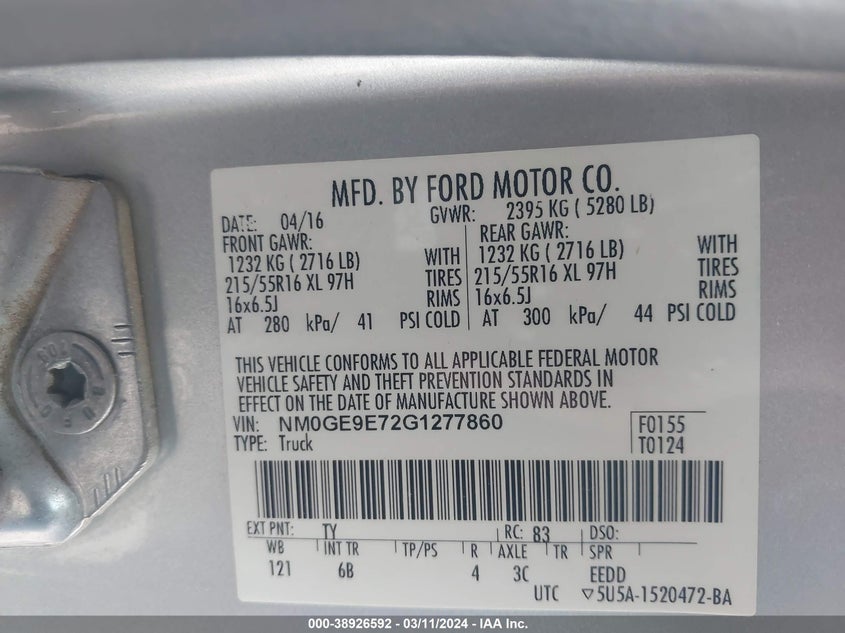 MFD. BY FORD MOTOR CO.
DATE: 04/16 GVWR: 2395 KG ( 5280 LB)
FRONT GAWR: REAR GAWR:
1232 KG ( 2716 LB) WITH 1232 KG ( 2716 LB) WITH
215/55R16 XL 97H TIRES 215/55R16 XL 97H TIRES
16x6.5J RIMS 16x6.5J RIMS
AT 280 kPa/ 41 PSI COLD AT 300 kPa/ 44 PSI COLD
THIS VEHICLE CONFORMS TO ALL APPLICABLE FEDERAL MOTOR
VEHICLE SAFETY AND THEFT PREVENTION STANDARDS IN
EFFECT ON THE DATE OF MANUFACTURE SHOWN ABOVE.
VIN: NM0GE9E72G1277860 F0155
TYPE: Truck T0124
EXT PNT: TY RC: 83 DSO:
WB INT TR TP/PS R AXLE TR SPR
121 6B 4 3C EEDD
UTC ▽5U5A-1520472-BA
000-38926592 - 03/11/2024 - IAA Inc.